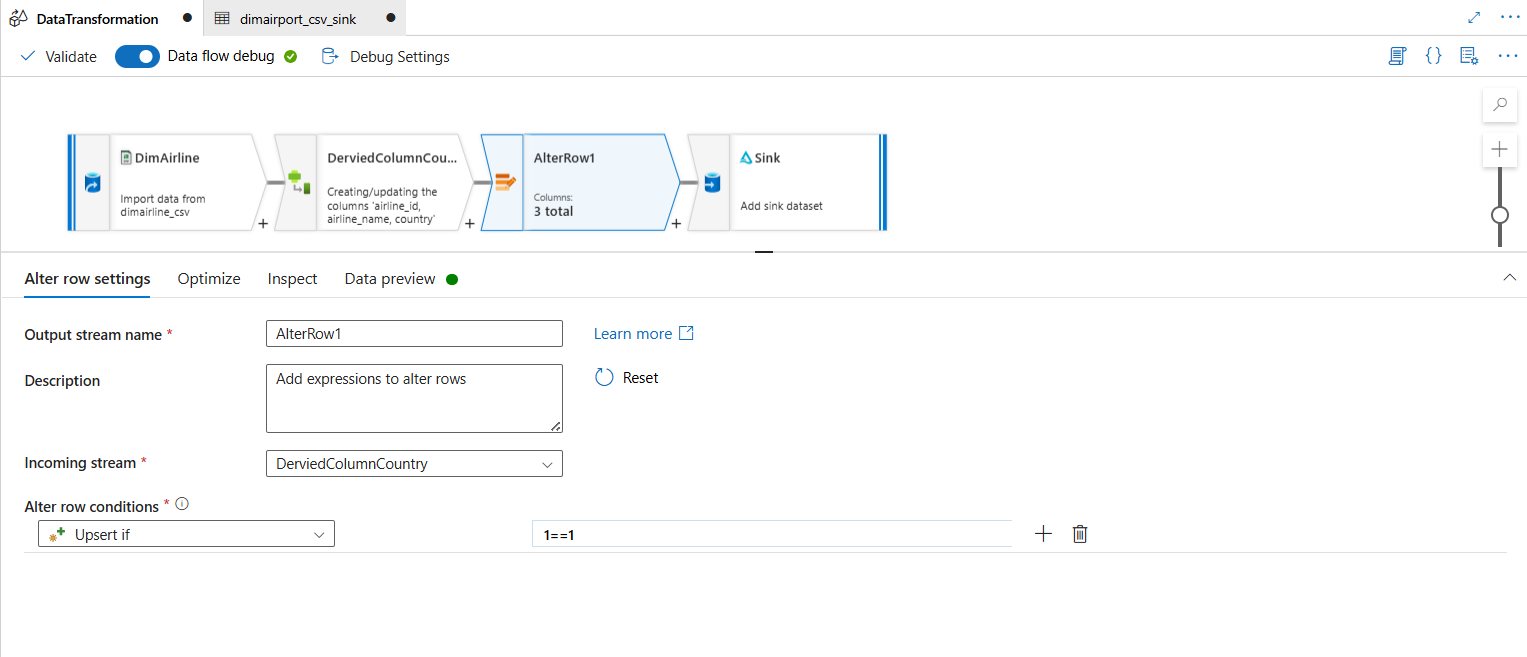 DataTransformation
dimairport_csv_sink
Validate
Data flow debug
Debug Settings
DimAirline
Import data from
dimairline_csv
DerviedColumnCou...
Creating/updating the
columns 'airline_id,
airline_name, country'
AlterRow1
Columns:
3 total
Sink
Add sink dataset
Alter row settings
Optimize
Inspect
Data preview
Output stream name *
AlterRow1
Learn more
Description
Add expressions to alter rows
Reset
Incoming stream *
DerviedColumnCountry
Alter row conditions *
Upsert if
1==1